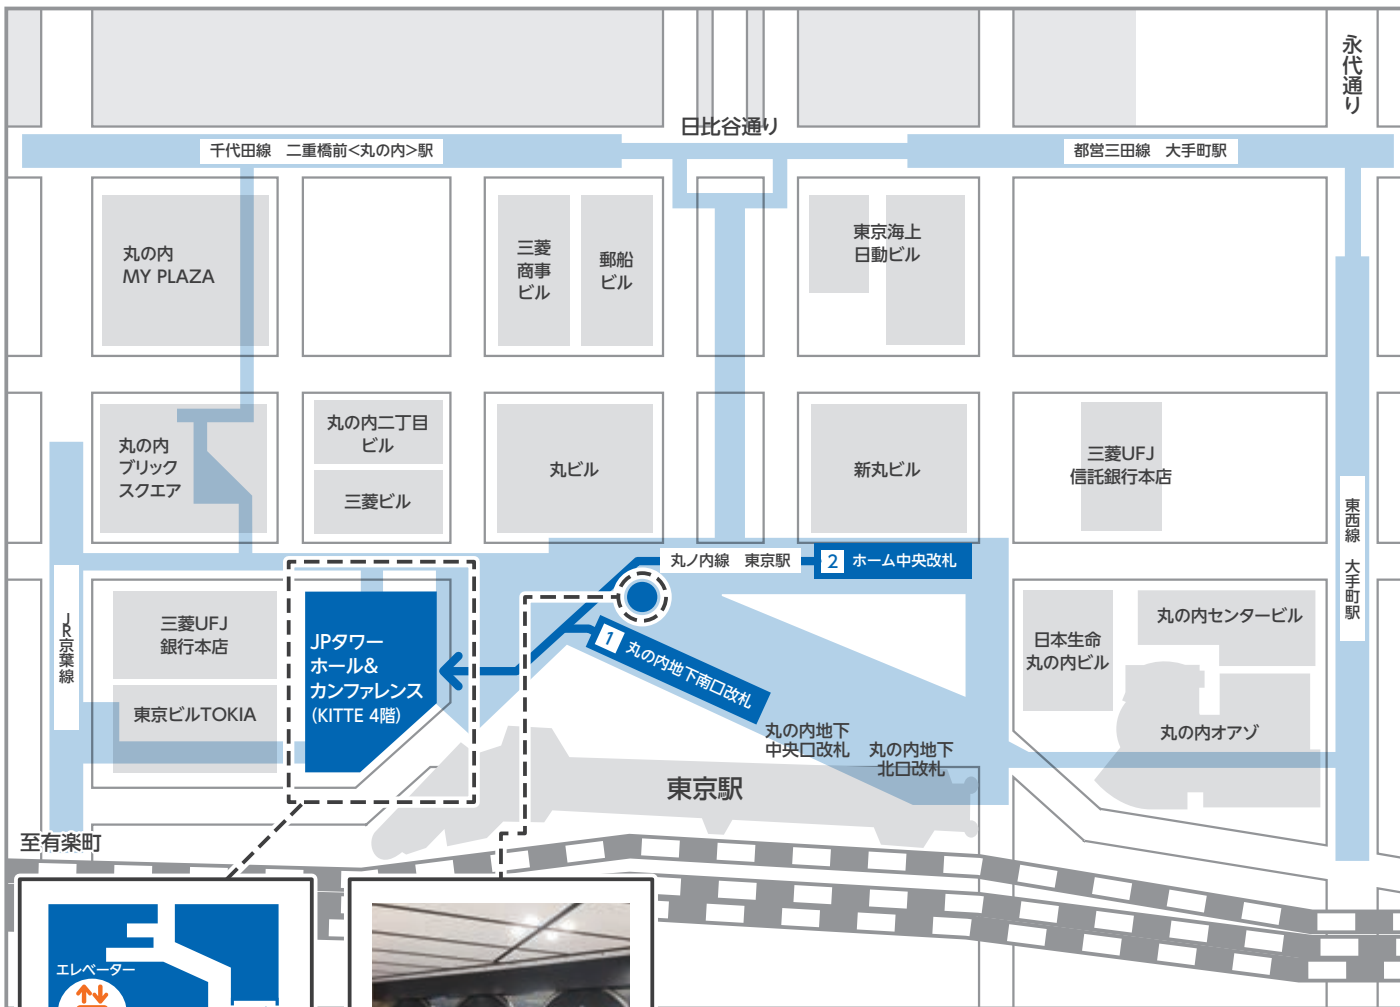 永代通り
日比谷通り
千代田線　二重橋前<丸の内>駅
都営三田線　大手町駅
丸の内
MY PLAZA
三菱
商事
ビル
郵船
ビル
東京海上
日動ビル
丸の内
ブリック
スクエア
丸の内二丁目
ビル
三菱ビル
丸ビル
新丸ビル
三菱UFJ
信託銀行本店
東西線　大手町駅
丸ノ内線　東京駅
2 ホーム中央改札
JR京葉線
三菱UFJ
銀行本店
東京ビルTOKIA
JPタワー
ホール&
カンファレンス
(KITTE 4階)
1 丸の内地下南口改札
丸の内地下
中央口改札
丸の内地下
北口改札
日本生命
丸の内ビル
丸の内センタービル
丸の内オアゾ
東京駅
至有楽町
エレベーター